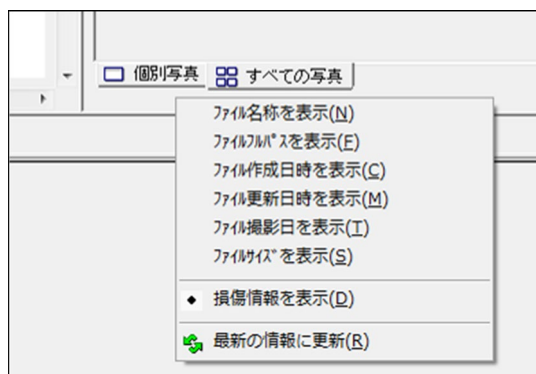 個別写真
すべての写真
ﾌｧｲﾙ名称を表示(N)
ﾌｧｲﾙﾌﾙﾊﾟｽを表示(F)
ﾌｧｲﾙ作成日時を表示(C)
ﾌｧｲﾙ更新日時を表示(M)
ﾌｧｲﾙ撮影日を表示(T)
ﾌｧｲﾙｻｲｽﾞを表示(S)
損傷情報を表示(D)
最新の情報に更新(R)